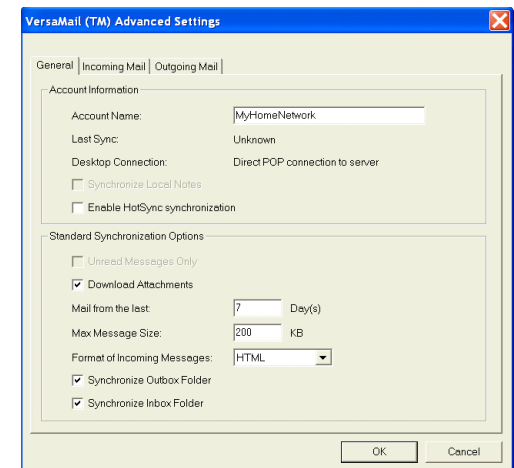 VersaMail (TM) Advanced Settings
General Incoming Mail Outgoing Mail
Account Information
Account Name: MyHomeNetwork
Last Sync: Unknown
Desktop Connection: Direct POP connection to server
Synchronize Local Notes
Enable HotSync synchronization
Standard Synchronization Options
Unread Messages Only
Download Attachments
Mail from the last: 7 Day(s)
Max Message Size: 200 KB
Format of Incoming Messages: HTML
Synchronize Outbox Folder
Synchronize Inbox Folder
OK Cancel